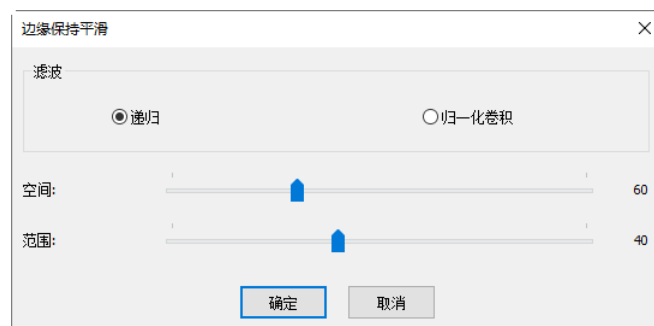 边缘保持平滑
滤波
递归 归一化卷积
空间: 60
范围: 40
确定 取消